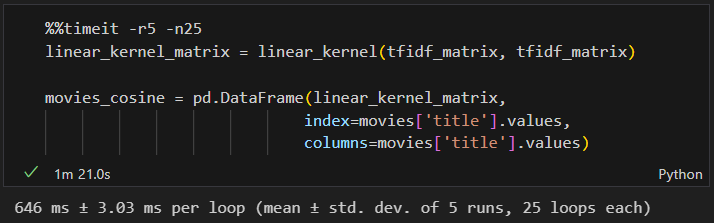 %%timeit -r5 -n25
linear_kernel_matrix = linear_kernel(tfidf_matrix, tfidf_matrix)
movies_cosine = pd.DataFrame(linear_kernel_matrix,
index=movies['title'].values,
columns=movies['title'].values)
1m 21.0s
Python
646 ms ± 3.03 ms per loop (mean ± std. dev. of 5 runs, 25 loops each)